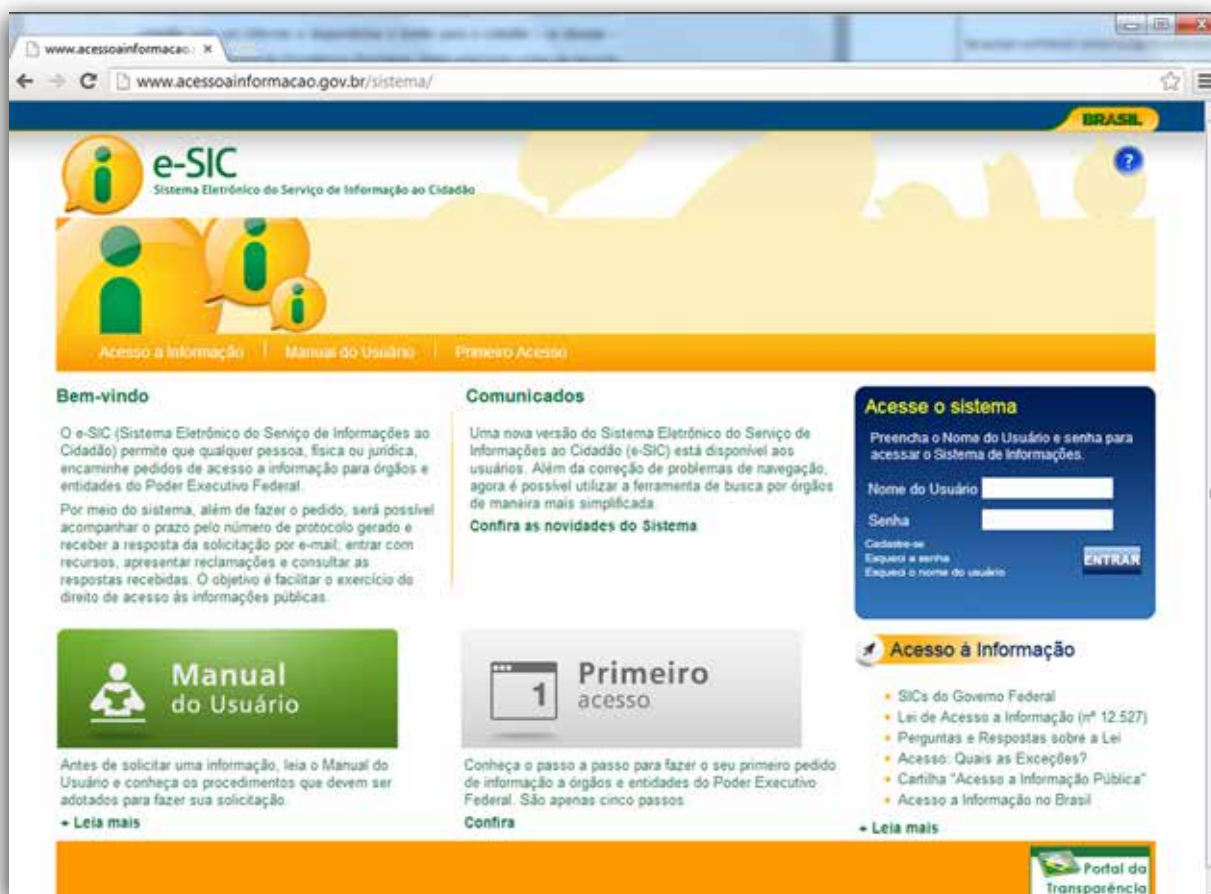 www.acessoainformacao
www.acessoainformacao.gov.br/sistema/
BRASIL
e-SIC
Sistema Eletrônico do Serviço de Informação ao Cidadão
?
Acesso a Informação
Manual do Usuário
Primeiro Acesso
Bem-vindo
O e-SIC (Sistema Eletrônico do Serviço de Informações ao
Cidadão) permite que qualquer pessoa, física ou jurídica,
encaminhe pedidos de acesso a informação para órgãos e
entidades do Poder Executivo Federal.
Por meio do sistema, além de fazer o pedido, será possível
acompanhar o prazo pelo número de protocolo gerado e
receber a resposta da solicitação por e-mail; entrar com
recursos, apresentar reclamações e consultar as
respostas recebidas. O objetivo é facilitar o exercício do
direito de acesso às informações públicas.
Comunicados
Uma nova versão do Sistema Eletrônico do Serviço de
Informações ao Cidadão (e-SIC) está disponível aos
usuários. Além da correção de problemas de navegação,
agora é possível utilizar a ferramenta de busca por órgãos
de maneira mais simplificada
Confira as novidades do Sistema
Acesse o sistema
Preencha o Nome do Usuário e senha para
acessar o Sistema de Informações.
Nome do Usuário
Senha
Cadastre-se
Esqueci a senha
Esqueci o nome do usuário
ENTRAR
Manual
do Usuário
Antes de solicitar uma informação, leia o Manual do
Usuário e conheça os procedimentos que devem ser
adotados para fazer sua solicitação.
+ Leia mais
1
Primeiro
acesso
Conheça o passo a passo para fazer o seu primeiro pedido
de informação a órgãos e entidades do Poder Executivo
Federal. São apenas cinco passos.
Confira
Acesso à Informação
SICs do Governo Federal
Lei de Acesso a Informação (nº 12.527)
Perguntas e Respostas sobre a Lei
Acesso: Quais as Exceções?
Cartilha "Acesso a Informação Pública"
Acesso a Informação no Brasil
+ Leia mais
Portal da
Transparência